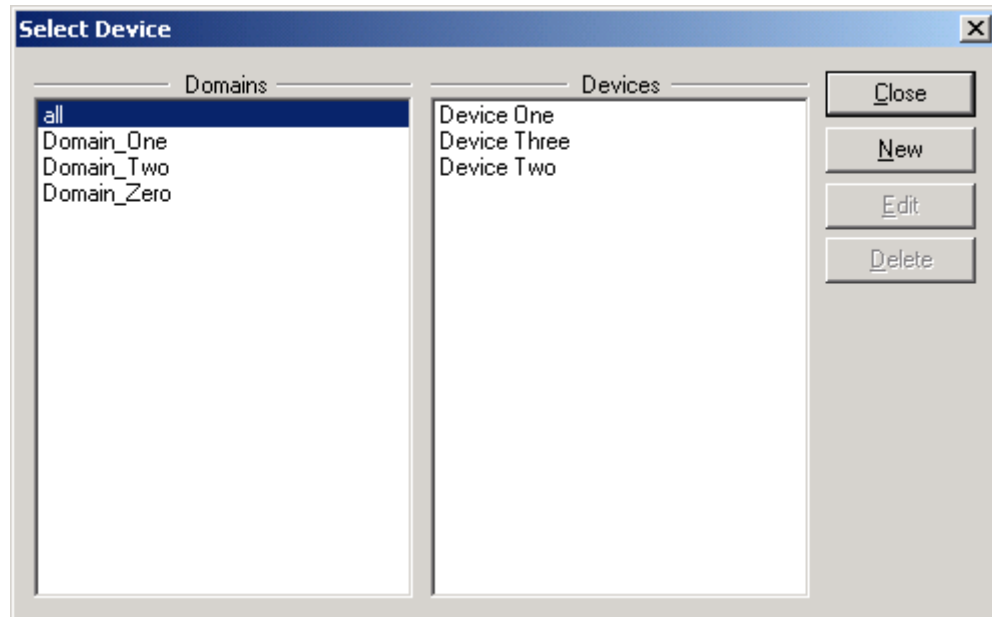 Select Device
Domains
all
Domain_One
Domain_Two
Domain_Zero
Devices
Device One
Device Three
Device Two
Close
New
Edit
Delete